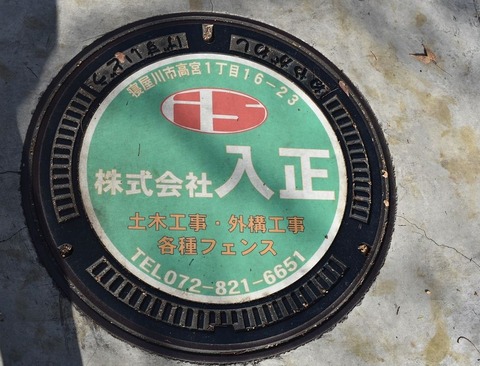 寝屋川市高宮1丁目16-23
株式会社 入正
土木工事・外構工事
各種フェンス
TEL072-821-6651